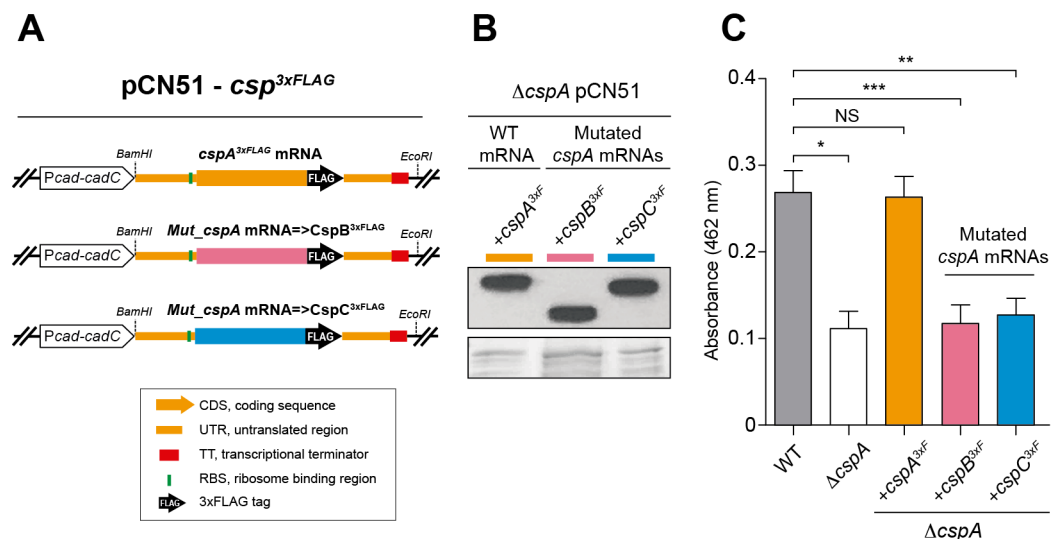 A
pCN51 - csp3xFLAG
cspA3xFLAG mRNA
BamHI
EcoRI
Pcad-cadC
FLAG
Mut_cspA mRNA=>CspB3xFLAG
BamHI
EcoRI
Pcad-cadC
FLAG
Mut_cspA mRNA=>CspC3xFLAG
BamHI
EcoRI
Pcad-cadC
FLAG
CDS, coding sequence
UTR, untranslated region
TT, transcriptional terminator
RBS, ribosome binding region
FLAG
3xFLAG tag
B
ΔcspA pCN51
WT
mRNA
Mutated
cspA mRNAs
+cspA3xF
+cspB3xF
+cspC3xF
C
Absorbance (462 nm)
0.4
0.3
0.2
0.1
0
**
***
NS
*
Mutated
cspA mRNAs
WT
ΔcspA
+cspA3xF
+cspB3xF
+cspC3xF
ΔcspA